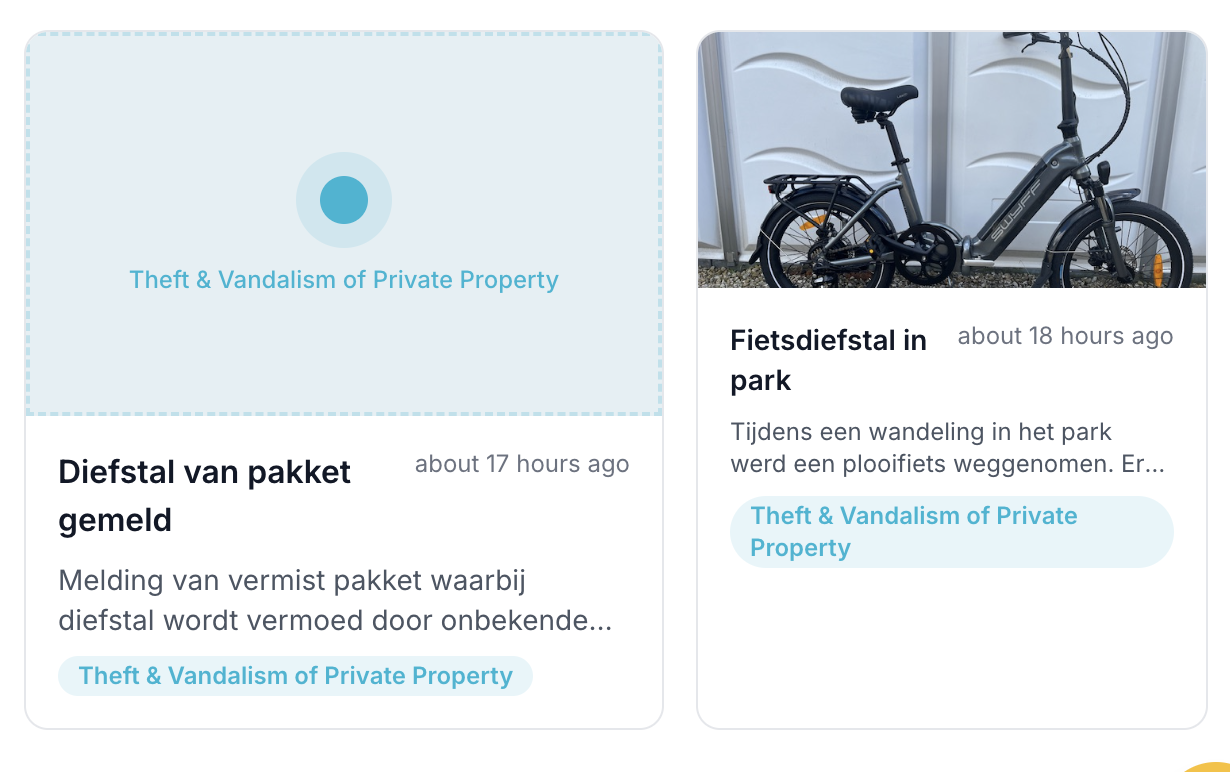 Theft & Vandalism of Private Property
Diefstal van pakket
gemeld
about 17 hours ago
Melding van vermist pakket waarbij
diefstal wordt vermoed door onbekende...
Theft & Vandalism of Private Property
SWYFF
Fietsdiefstal in
park
about 18 hours ago
Tijdens een wandeling in het park
werd een plooifiets weggenomen. Er...
Theft & Vandalism of Private
Property